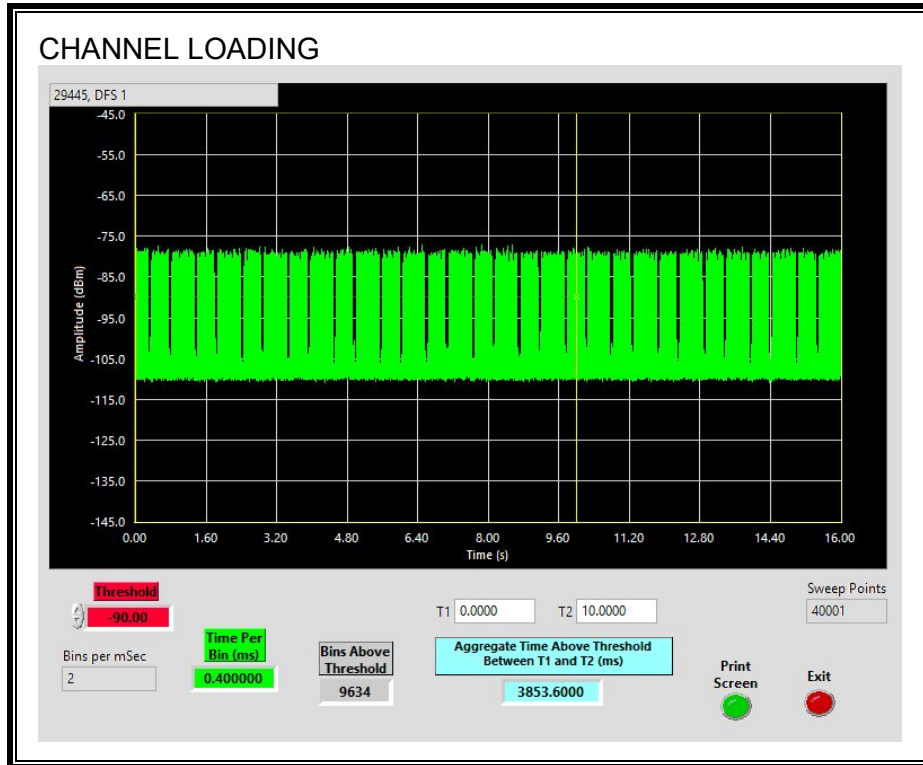 CHANNEL LOADING
29445, DFS 1
-45.0
-55.0
-65.0
-75.0
-85.0
-95.0
-105.0
-115.0
-125.0
-135.0
-145.0
Amplitude (dBm)
0.00 1.60 3.20 4.80 6.40 8.00 9.60 11.20 12.80 14.40 16.00
Time (s)
Threshold
-90.00
Bins per mSec
2
Time Per
Bin (ms)
0.400000
Bins Above
Threshold
9634
T1 0.0000 T2 10.0000
Aggregate Time Above Threshold
Between T1 and T2 (ms)
3853.6000
Sweep Points
40001
Print
Screen
Exit